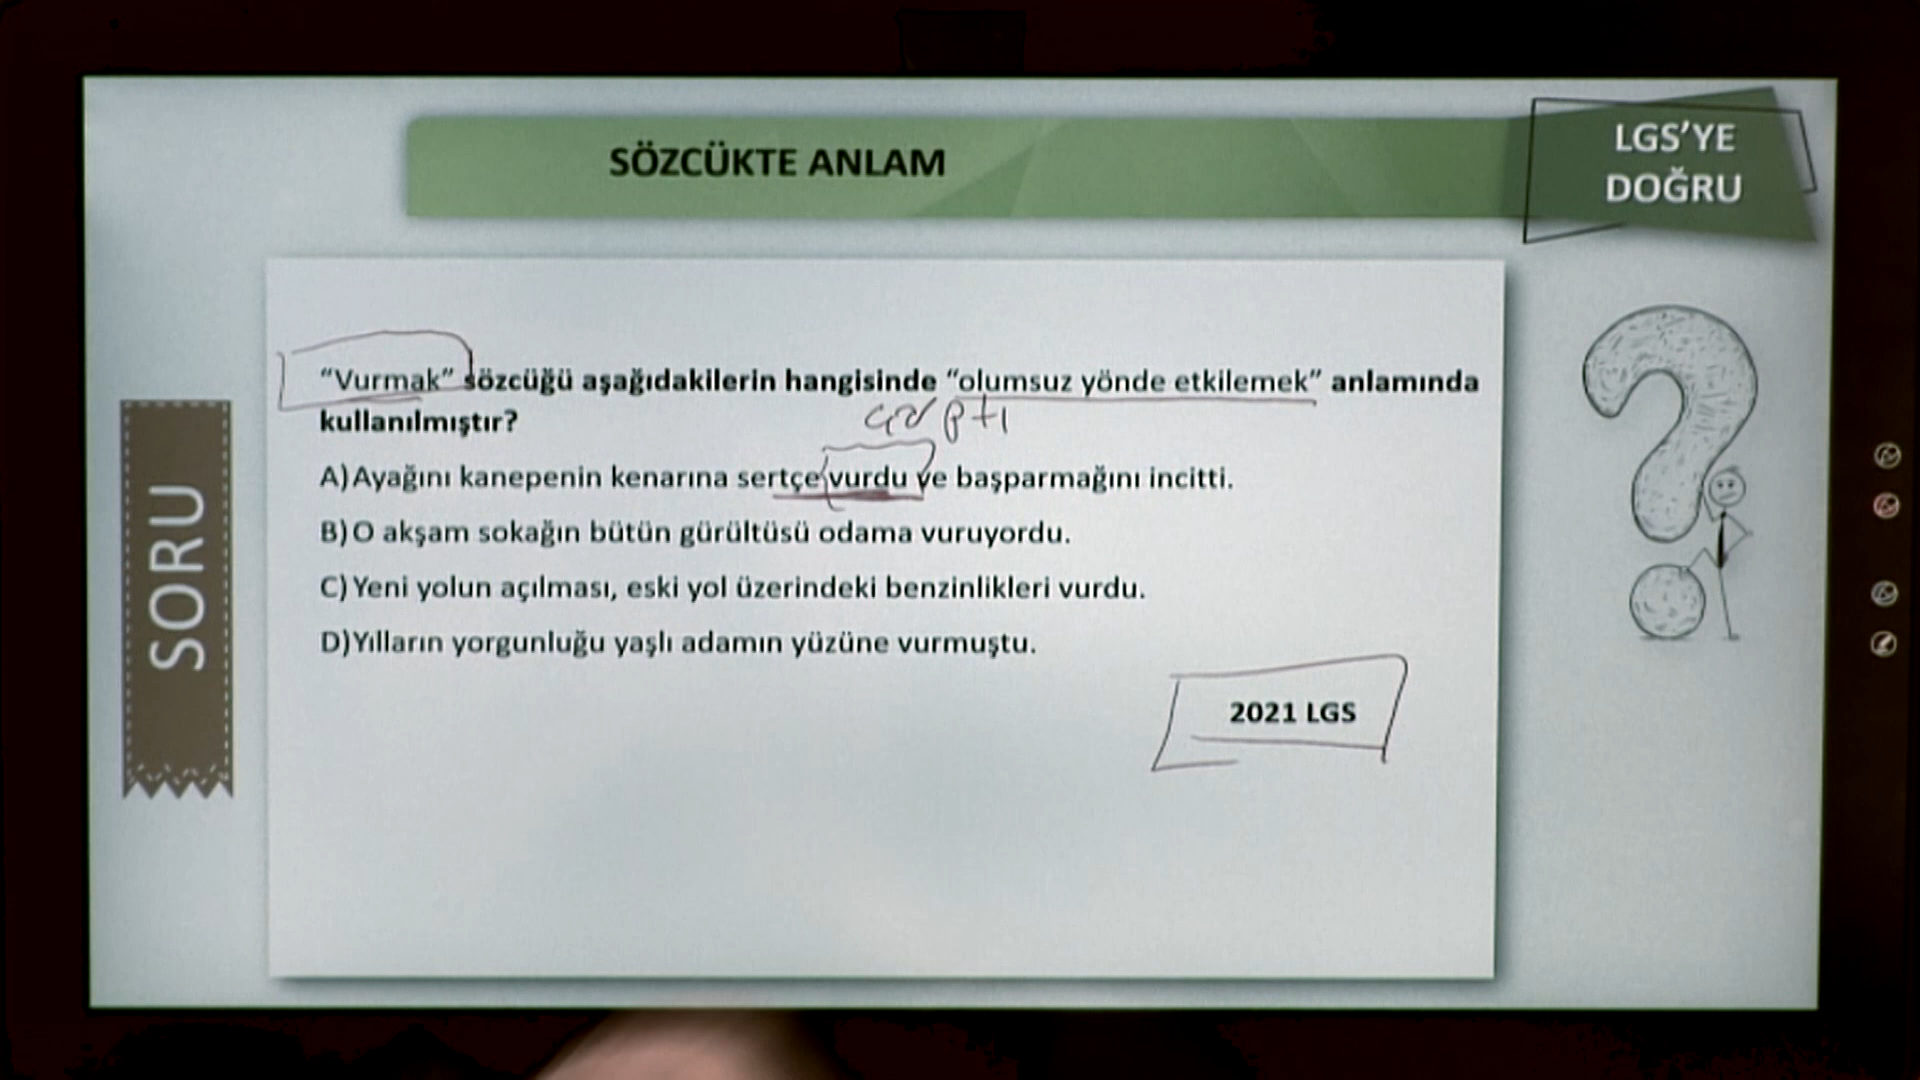 SÖZCÜKTE ANLAM
LGS'YE
DOĞRU
SORU
"Vurmak" sözcüğü aşağıdakilerin hangisinde "olumsuz yönde etkilemek" anlamında
kullanılmıştır?
çarptı
A) Ayağını kanepenin kenarına sertçe vurdu ve başparmağını incitti.
B) O akşam sokağın bütün gürültüsü odama vuruyordu.
C) Yeni yolun açılması, eski yol üzerindeki benzinlikleri vurdu.
D) Yılların yorgunluğu yaşlı adamın yüzüne vurmuştu.
2021 LGS